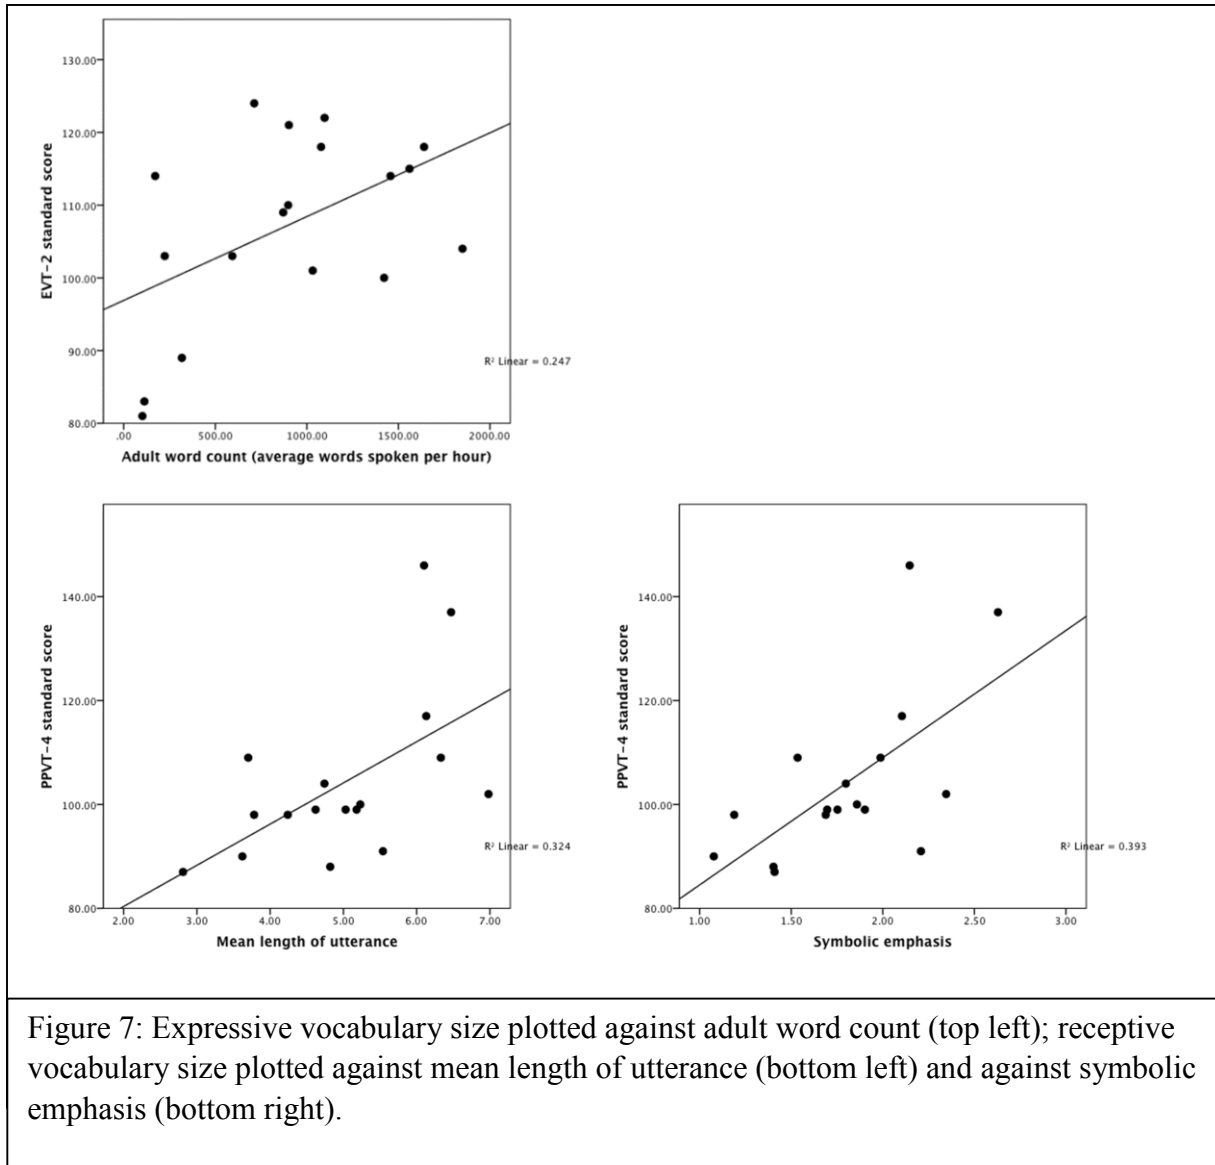 130.00
120.00
110.00
100.00
90.00
80.00
EVT-2 standard score
R² Linear = 0.247
.00 500.00 1000.00 1500.00 2000.00
Adult word count (average words spoken per hour)
140.00
120.00
100.00
80.00
PPVT-4 standard score
R² Linear = 0.324
2.00 3.00 4.00 5.00 6.00 7.00
Mean length of utterance
140.00
120.00
100.00
80.00
PPVT-4 standard score
R² Linear = 0.393
1.00 1.50 2.00 2.50 3.00
Symbolic emphasis
Figure 7: Expressive vocabulary size plotted against adult word count (top left); receptive
vocabulary size plotted against mean length of utterance (bottom left) and against symbolic
emphasis (bottom right).